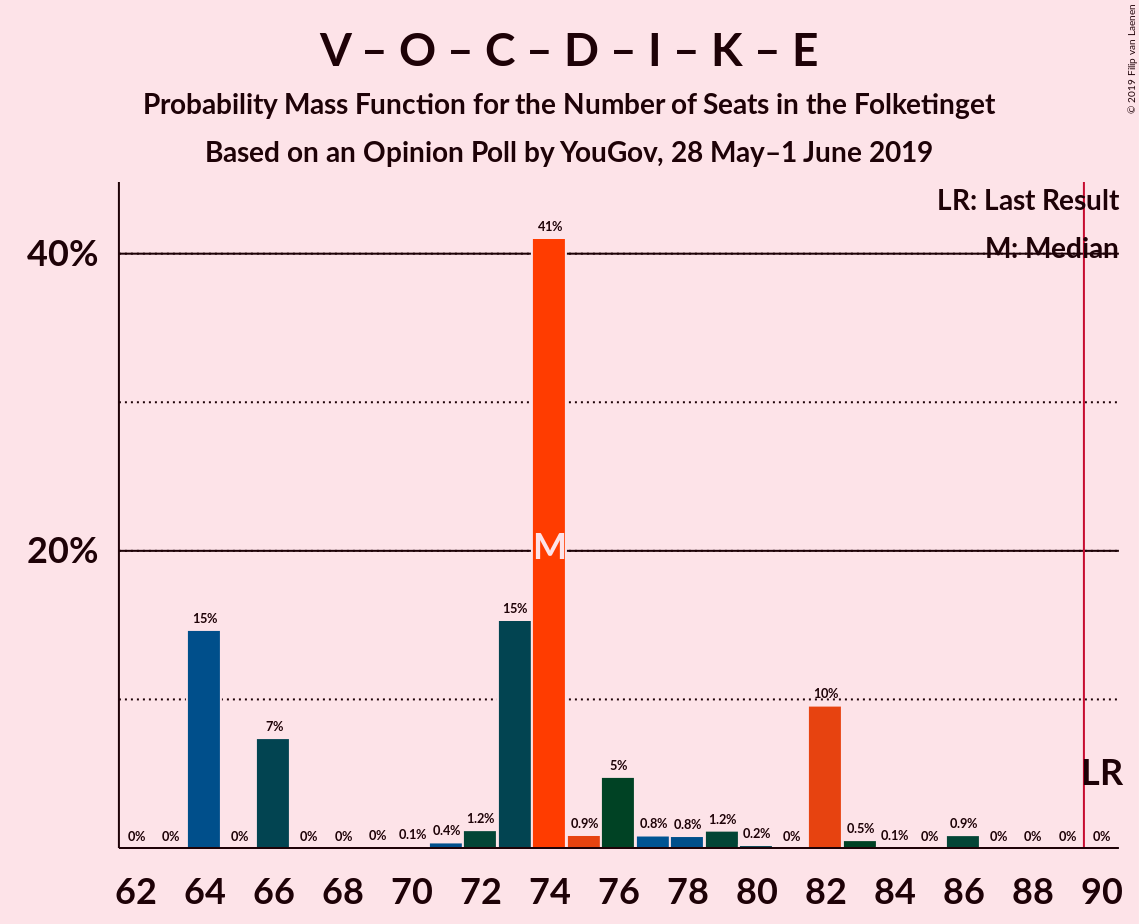 V – O – C – D – I – K – E
Probability Mass Function for the Number of Seats in the Folketinget
Based on an Opinion Poll by YouGov, 28 May–1 June 2019
© 2019 Filip van Laenen
LR: Last Result
M: Median
40%
20%
0% 0% 15% 0% 7% 0% 0% 0% 0.1% 0.4% 1.2% 15% 41% 0.9% 5% 0.8% 0.8% 1.2% 0.2% 0% 10% 0.5% 0.1% 0% 0.9% 0% 0% 0% 0%
M
LR
62 64 66 68 70 72 74 76 78 80 82 84 86 88 90